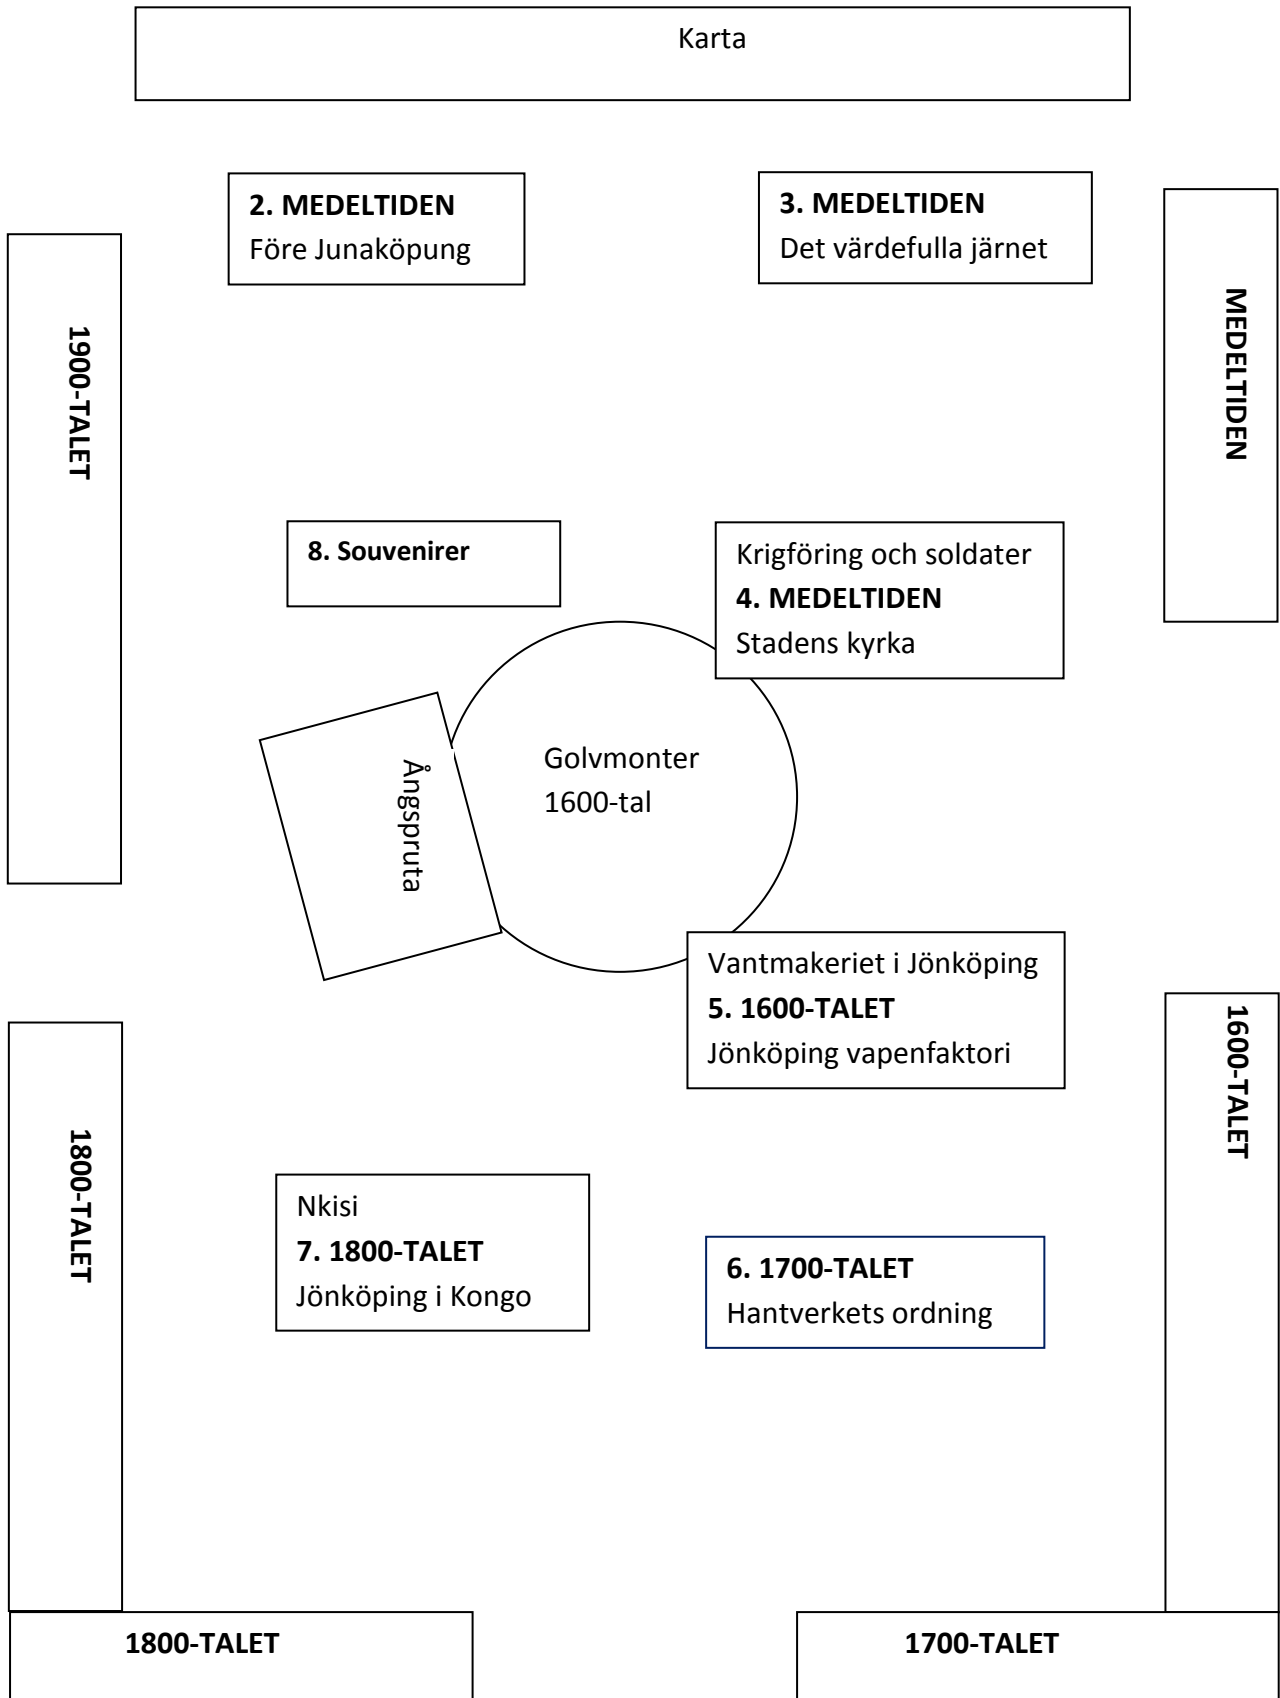 Karta
2. MEDELTIDEN
Före Junaköpung
3. MEDELTIDEN
Det värdefulla järnet
1900-TALET
MEDELTIDEN
8. Souvenirer
Krigföring och soldater
4. MEDELTIDEN
Stadens kyrka
Golvmonter
1600-tal
Ångspruta
Vantmakeriet i Jönköping
5. 1600-TALET
Jönköping vapenfaktori
1600-TALET
1800-TALET
Nkisi
7. 1800-TALET
Jönköping i Kongo
6. 1700-TALET
Hantverkets ordning
1800-TALET
1700-TALET